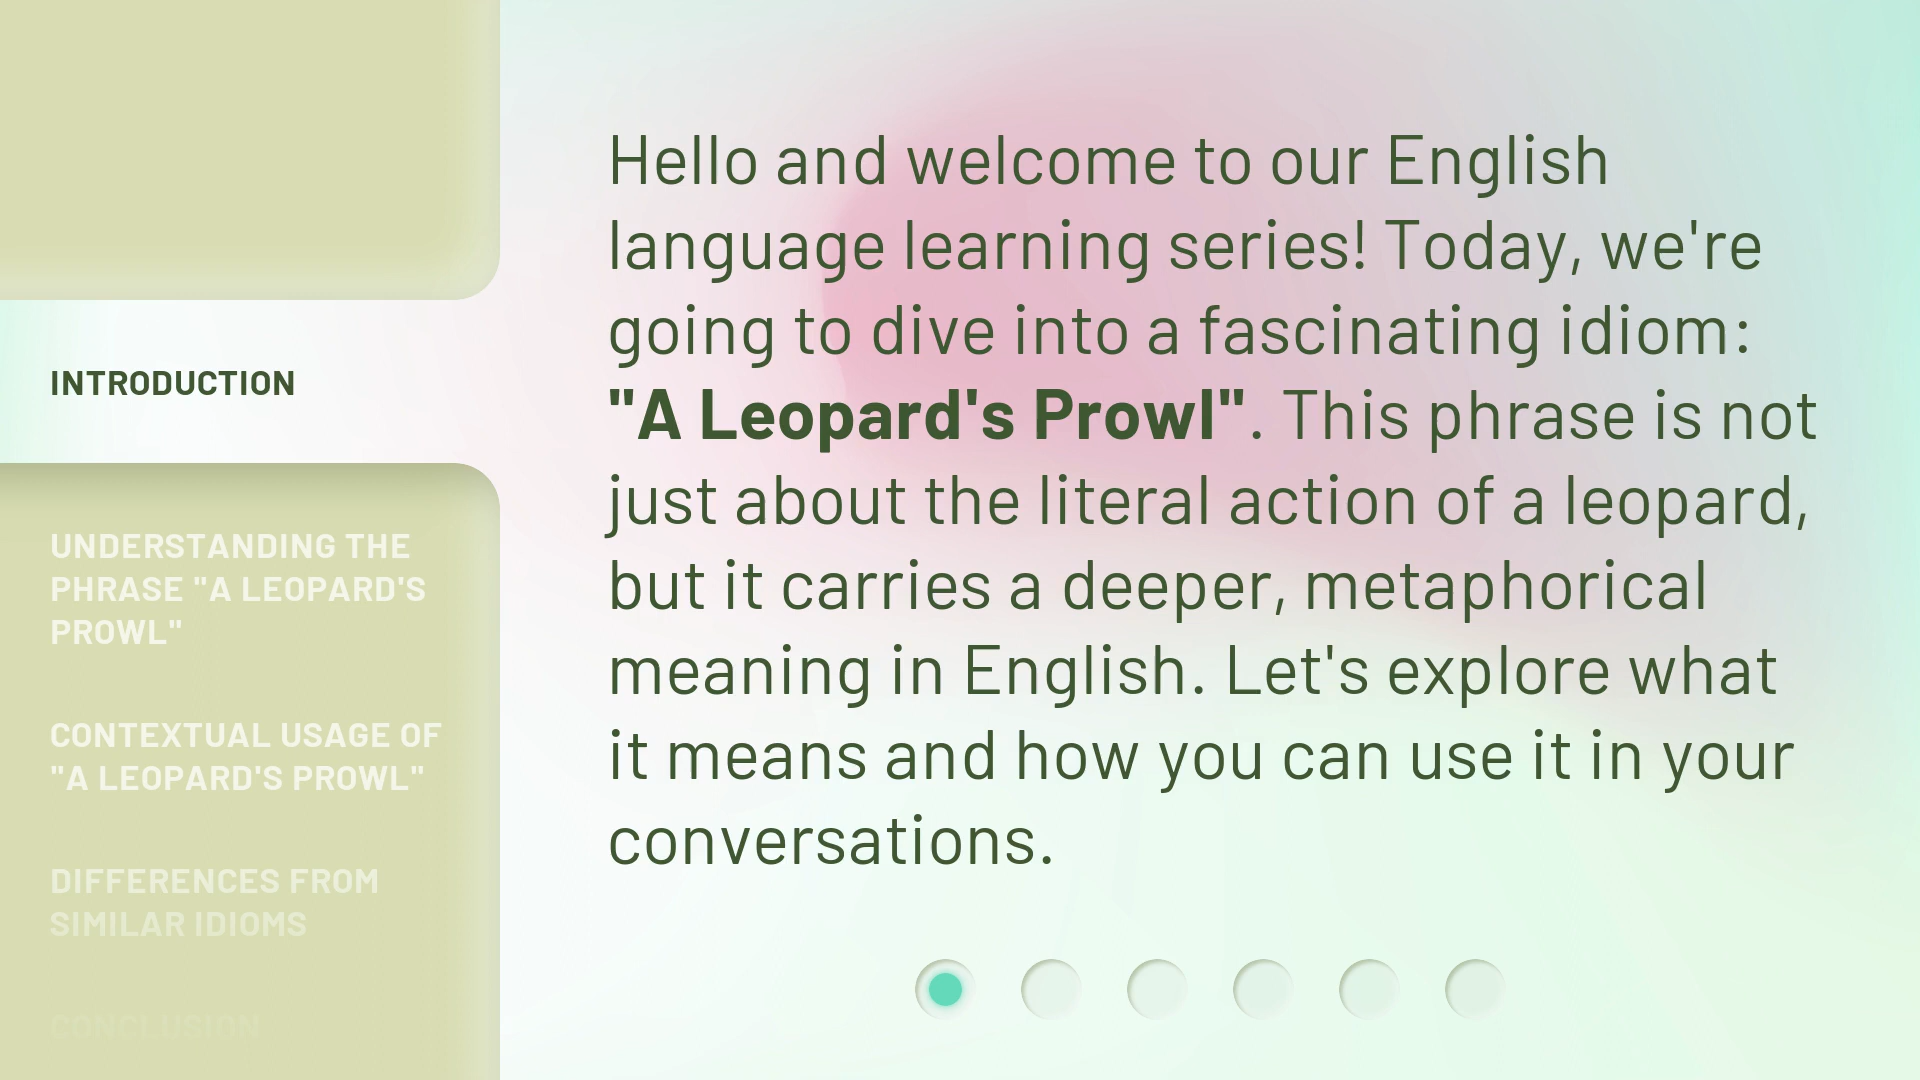 INTRODUCTION
UNDERSTANDING THE
PHRASE "A LEOPARD'S
PROWL"
CONTEXTUAL USAGE OF
"A LEOPARD'S PROWL"
DIFFERENCES FROM
SIMILAR IDIOMS
CONCLUSION
Hello and welcome to our English
language learning series! Today, we're
going to dive into a fascinating idiom:
"A Leopard's Prowl". This phrase is not
just about the literal action of a leopard,
but it carries a deeper, metaphorical
meaning in English. Let's explore what
it means and how you can use it in your
conversations.